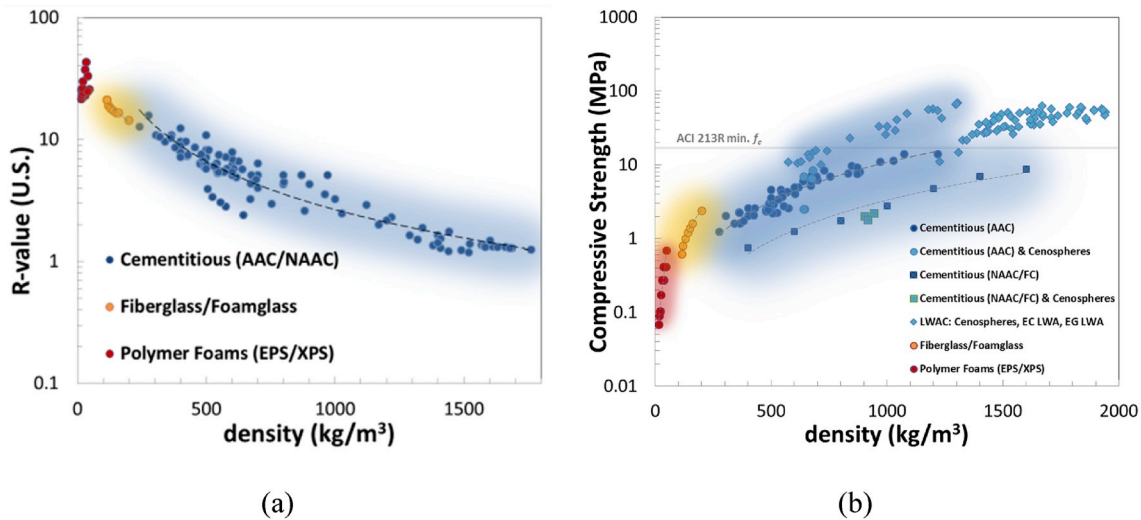 100
10
1
0.1
R-value (U.S.)
Cementitious (AAC/NAAC)
Fiberglass/Foamglass
Polymer Foams (EPS/XPS)
0 500 1000 1500
density (kg/m³)
(a)
1000
100
10
1
0.1
0.01
Compressive Strength (MPa)
ACI 213R min. fc
Cementitious (AAC)
Cementitious (AAC) & Cenospheres
Cementitious (NAAC/FC)
Cementitious (NAAC/FC) & Cenospheres
LWAC: Cenospheres, EC LWA, EG LWA
Fiberglass/Foamglass
Polymer Foams (EPS/XPS)
0 500 1000 1500 2000
density (kg/m³)
(b)